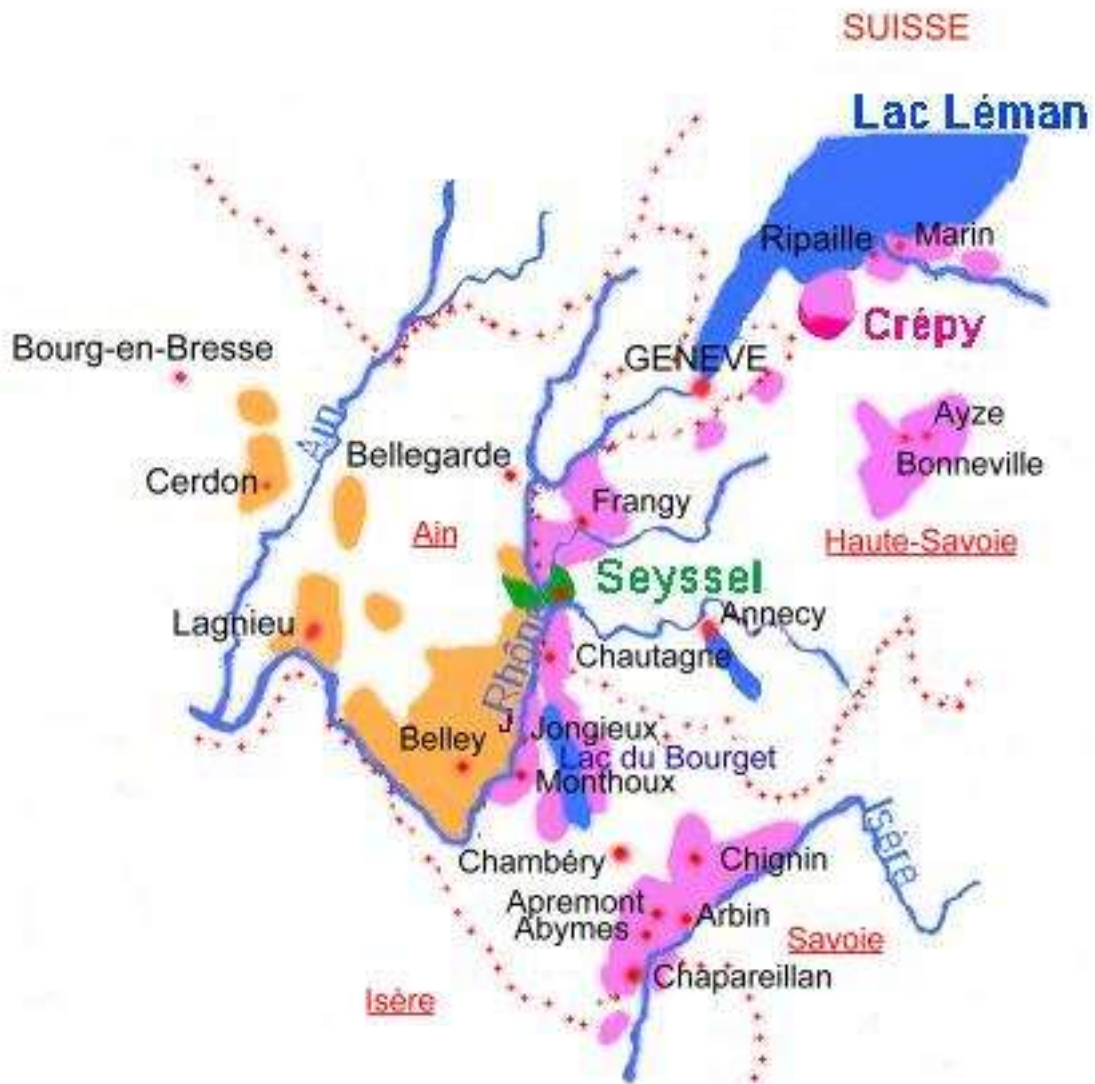 SUISSE
Lac Léman
Ripaille
Marin
Crépy
Bourg-en-Bresse
GENEVE
Ain
Ayze
Bellegarde
Bonneville
Cerdon
Frangy
Ain
Haute-Savoie
Seyssel
Annecy
Lagnieu
Chautagne
Rhône
J
Jongieux
Belley
Lac du Bourget
Monthoux
Isère
Chambéry
Chignin
Apremont
Arbin
Abymes
Savoie
Chapareillan
Isère